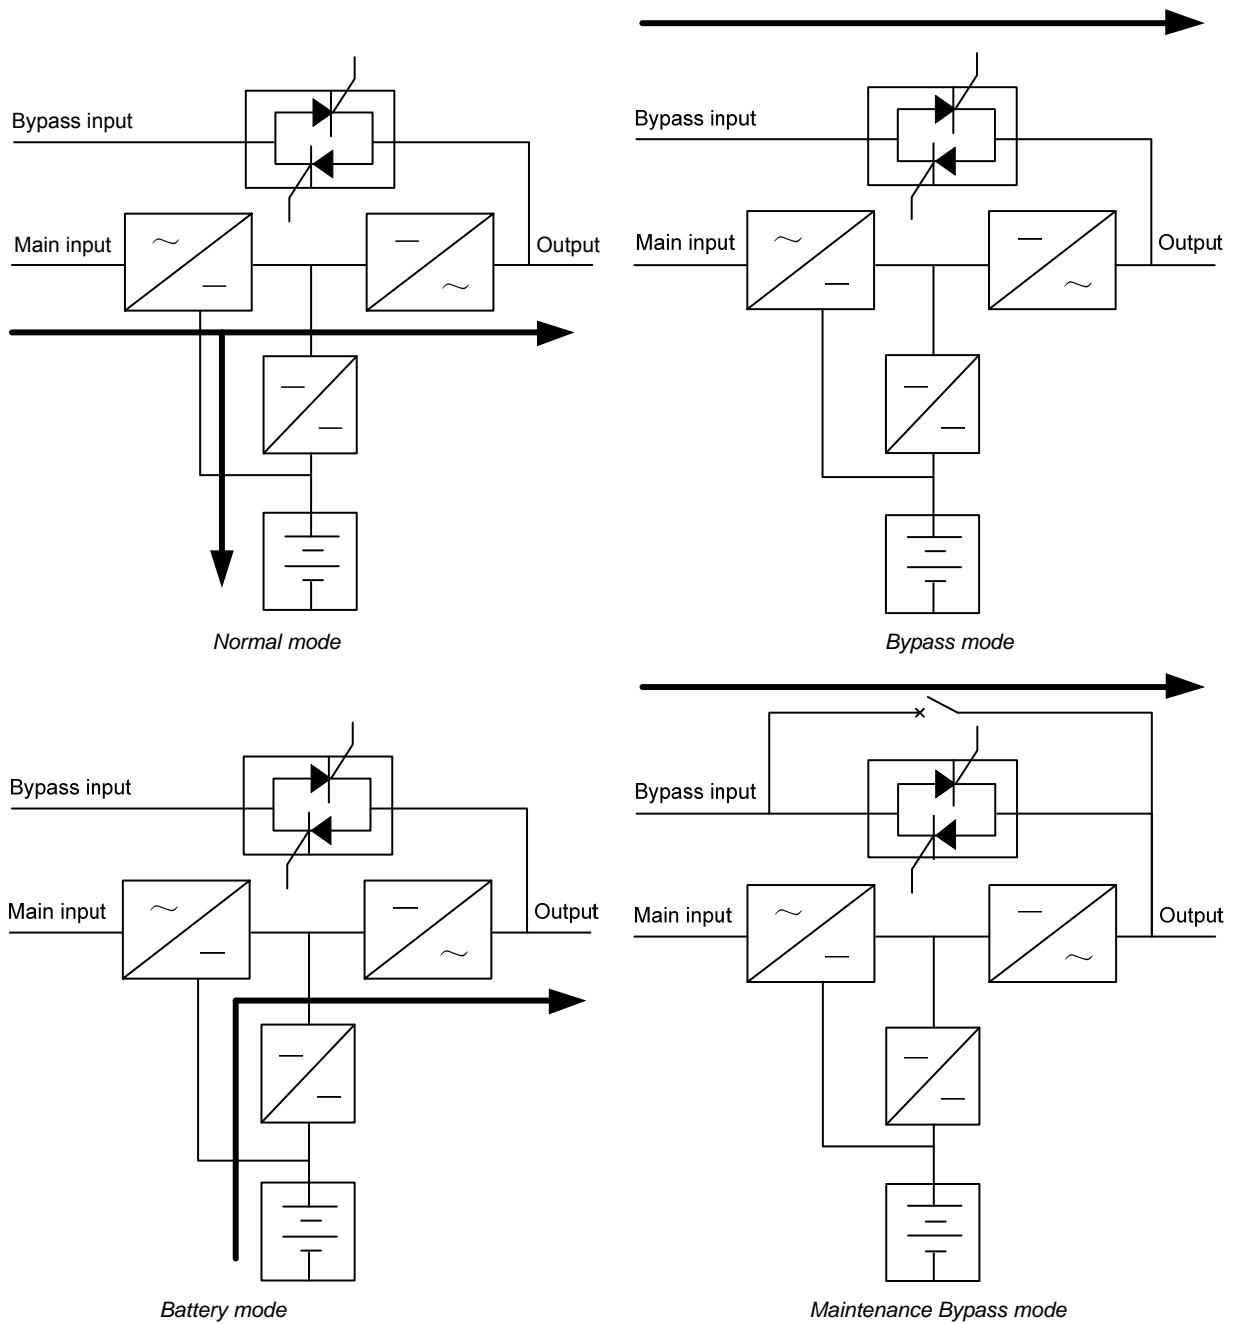 Bypass input
Main input
Output
Normal mode
Bypass input
Main input
Output
Bypass mode
Bypass input
Main input
Output
Battery mode
Bypass input
Main input
Output
Maintenance Bypass mode